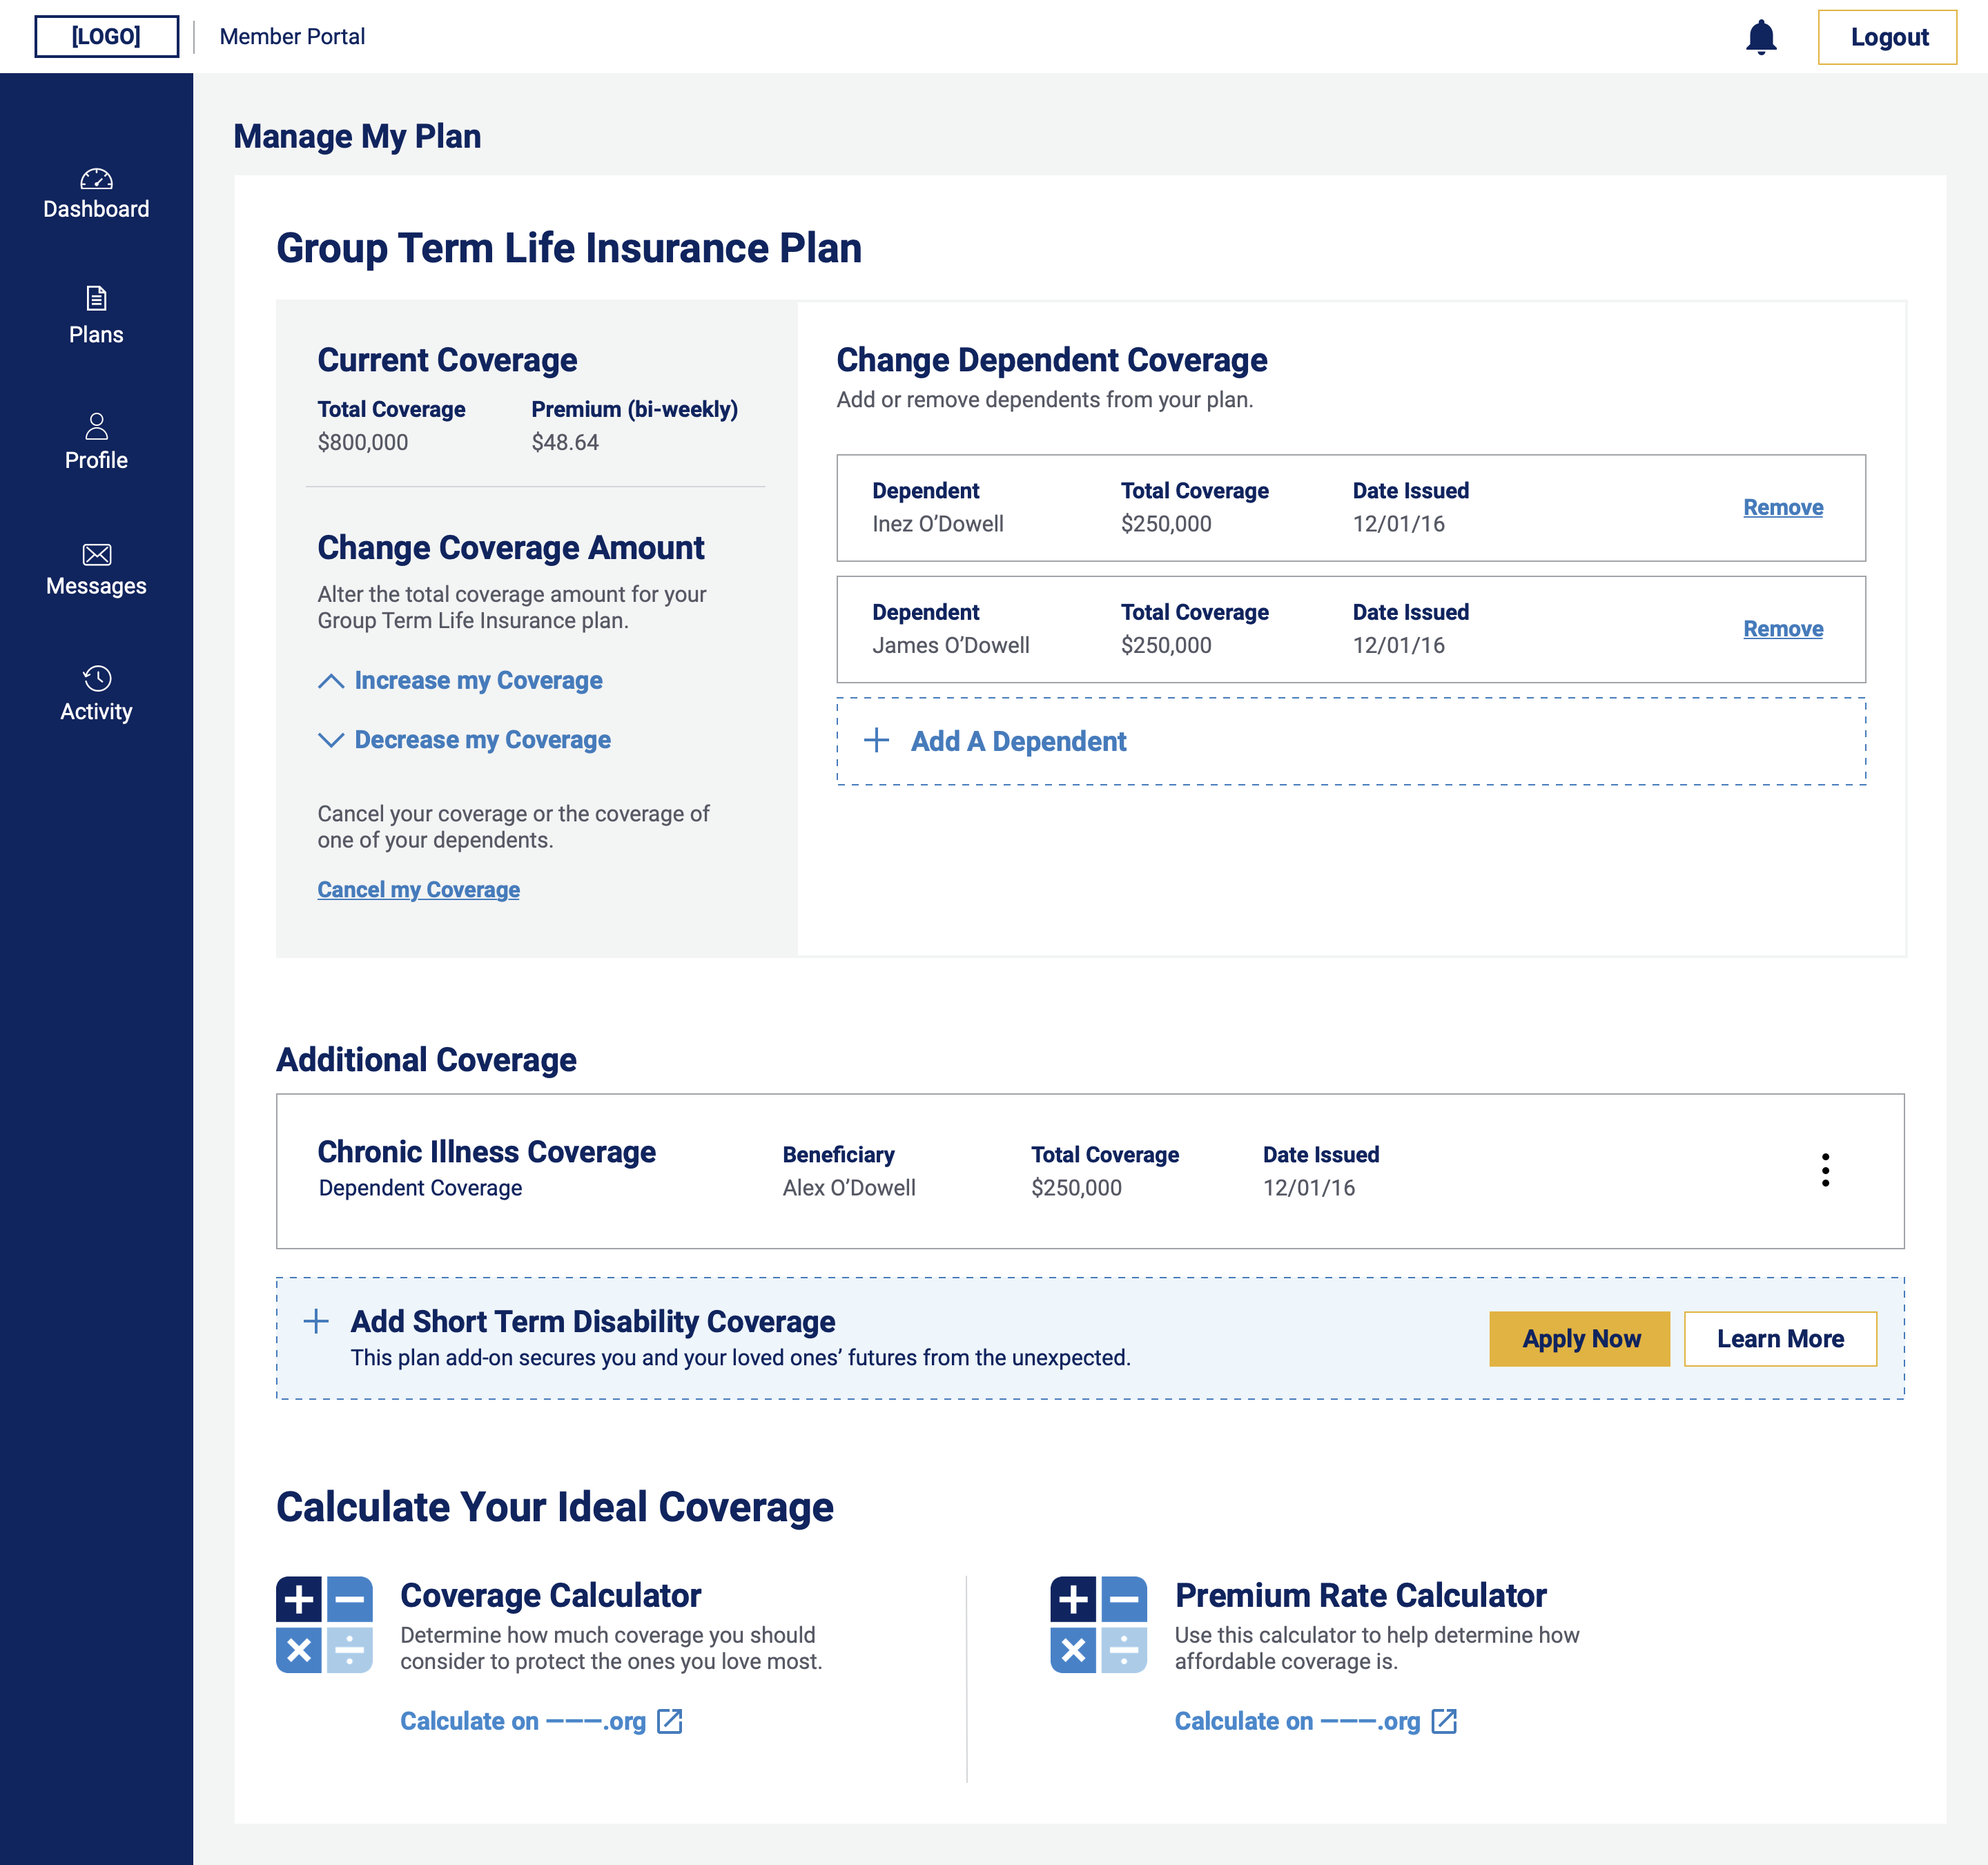 [LOGO]
Member Portal
Logout
Dashboard
Plans
Profile
Messages
Activity
Manage My Plan
Group Term Life Insurance Plan
Current Coverage
Total Coverage
$800,000
Premium (bi-weekly)
$48.64
Change Coverage Amount
Alter the total coverage amount for your
Group Term Life Insurance plan.
Increase my Coverage
Decrease my Coverage
Cancel your coverage or the coverage of
one of your dependents.
Cancel my Coverage
Change Dependent Coverage
Add or remove dependents from your plan.
Dependent
Inez O’Dowell
Total Coverage
$250,000
Date Issued
12/01/16
Remove
Dependent
James O’Dowell
Total Coverage
$250,000
Date Issued
12/01/16
Remove
Add A Dependent
Additional Coverage
Chronic Illness Coverage
Dependent Coverage
Beneficiary
Alex O’Dowell
Total Coverage
$250,000
Date Issued
12/01/16
Add Short Term Disability Coverage
This plan add-on secures you and your loved ones’ futures from the unexpected.
Apply Now
Learn More
Calculate Your Ideal Coverage
Coverage Calculator
Determine how much coverage you should
consider to protect the ones you love most.
Calculate on ———.org
Premium Rate Calculator
Use this calculator to help determine how
affordable coverage is.
Calculate on ———.org